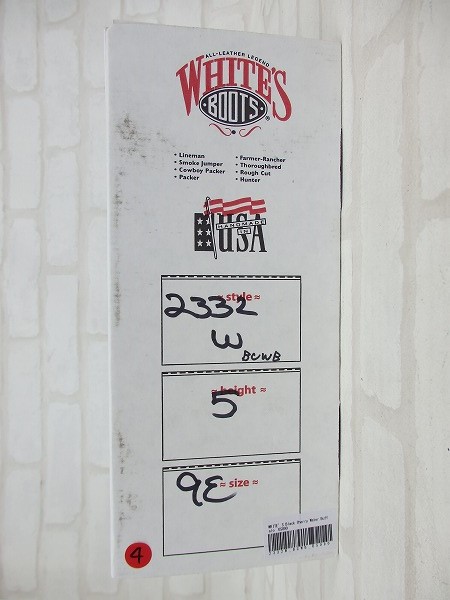 ALL-LEATHER LEGEND
WHITE'S
BOOTS
®
• Lineman
• Smoke Jumper
• Cowboy Packer
• Packer
• Farmer-Rancher
• Thoroughbred
• Rough Cut
• Hunter
HANDMADE
IN
USA
≈ style ≈
2332
W
BCWB
≈ height ≈
5
≈ size ≈
9E
4